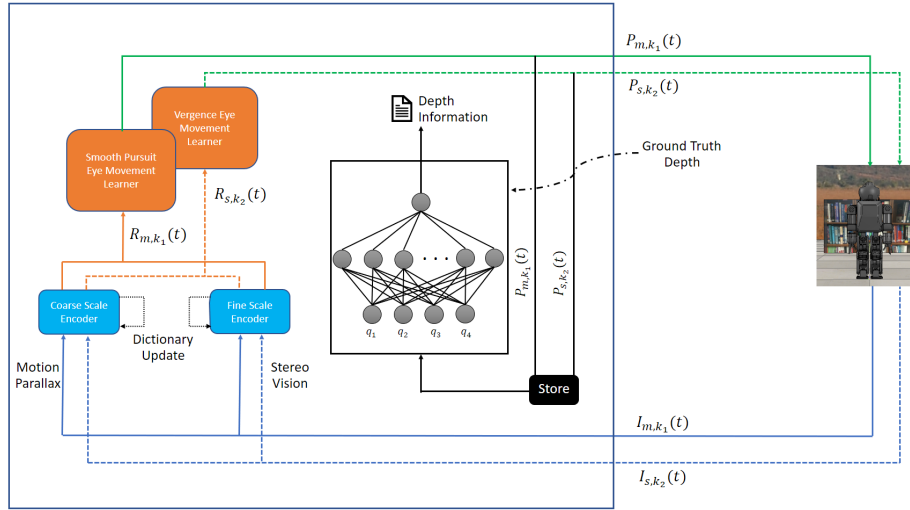 P_{m,k_1}(t)
P_{s,k_2}(t)
Vergence Eye
Movement
Learner
Smooth Pursuit
Eye Movement
Learner
Depth
Information
Ground Truth
Depth
R_{s,k_2}(t)
R_{m,k_1}(t)
P_{m,k_1}(t)
P_{s,k_2}(t)
Coarse Scale
Encoder
Fine Scale
Encoder
Dictionary
Update
q_1 q_2 q_3 q_4
Motion
Parallax
Stereo
Vision
Store
I_{m,k_1}(t)
I_{s,k_2}(t)